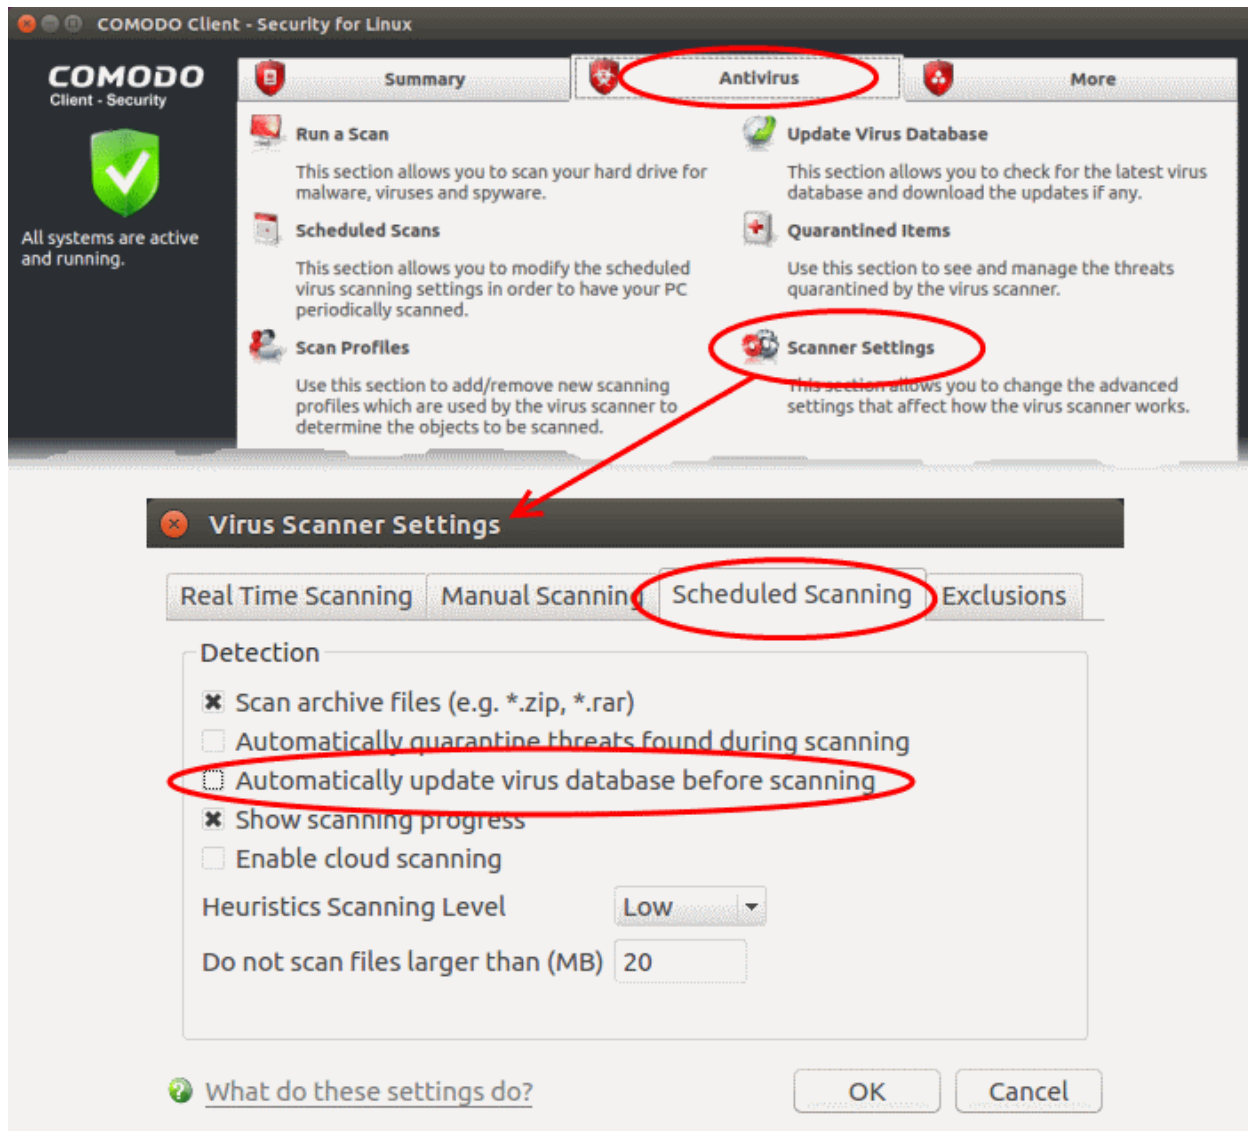 COMODO Client - Security for Linux
COMODO
Client - Security
Summary
Antivirus
More
All systems are active
and running.
Run a Scan
This section allows you to scan your hard drive for
malware, viruses and spyware.
Update Virus Database
This section allows you to check for the latest virus
database and download the updates if any.
Scheduled Scans
This section allows you to modify the scheduled
virus scanning settings in order to have your PC
periodically scanned.
Quarantined Items
Use this section to see and manage the threats
quarantined by the virus scanner.
Scan Profiles
Use this section to add/remove new scanning
profiles which are used by the virus scanner to
determine the objects to be scanned.
Scanner Settings
This section allows you to change the advanced
settings that affect how the virus scanner works.
Virus Scanner Settings
Real Time Scanning
Manual Scanning
Scheduled Scanning
Exclusions
Detection
Scan archive files (e.g. *.zip, *.rar)
Automatically quarantine threats found during scanning
Automatically update virus database before scanning
Show scanning progress
Enable cloud scanning
Heuristics Scanning Level Low
Do not scan files larger than (MB) 20
What do these settings do?
OK
Cancel